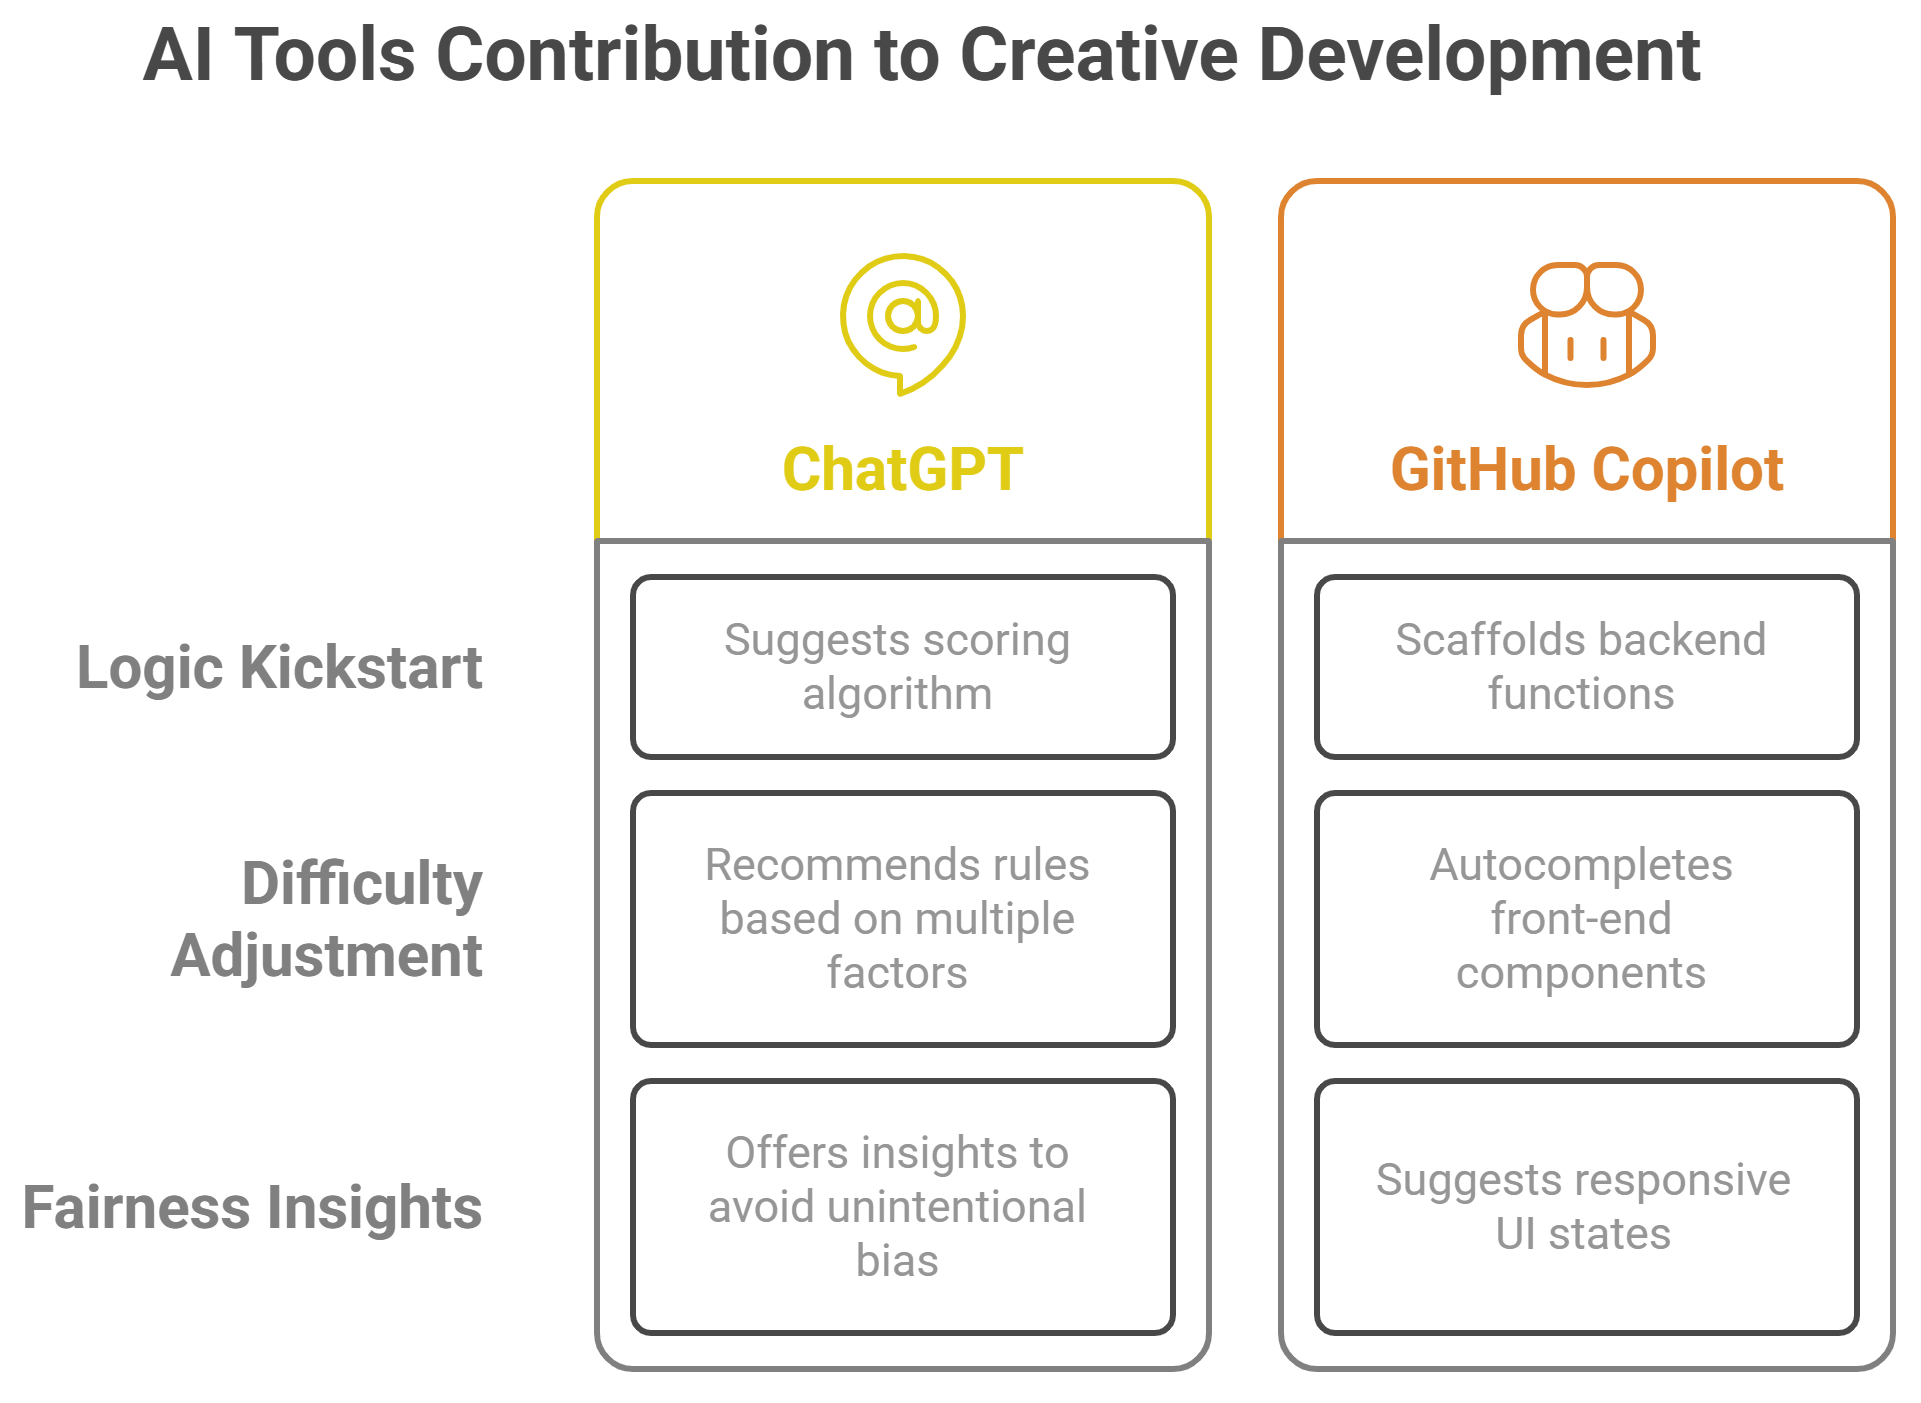 AI Tools Contribution to Creative Development
ChatGPT
GitHub Copilot
Logic Kickstart
Suggests scoring
algorithm
Scaffolds backend
functions
Difficulty
Adjustment
Recommends rules
based on multiple
factors
Autocompletes
front-end
components
Fairness Insights
Offers insights to
avoid unintentional
bias
Suggests responsive
UI states